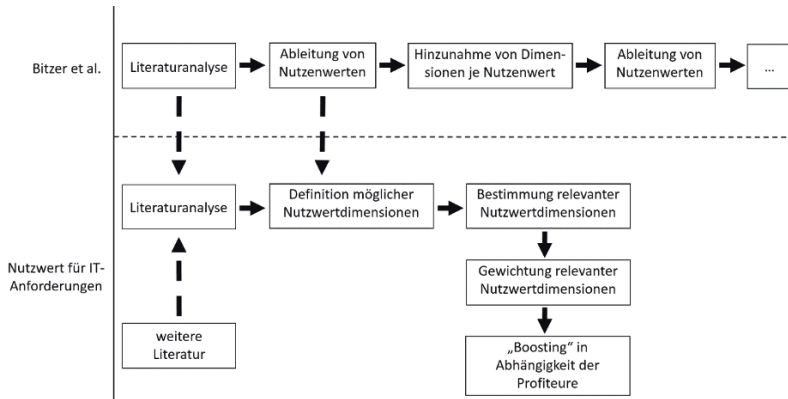 Bitzer et al.
Literaturanalyse
Ableitung von
Nutzenwerten
Hinzunahme von Dimen-
sionen je Nutzenwert
Ableitung von
Nutzenwerten
...
Nutzwert für IT-
Anforderungen
Literaturanalyse
Definition möglicher
Nutzwertdimensionen
Bestimmung relevanter
Nutzwertdimensionen
Gewichtung relevanter
Nutzwertdimensionen
weitere
Literatur
„Boosting“ in
Abhängigkeit der
Profiteure